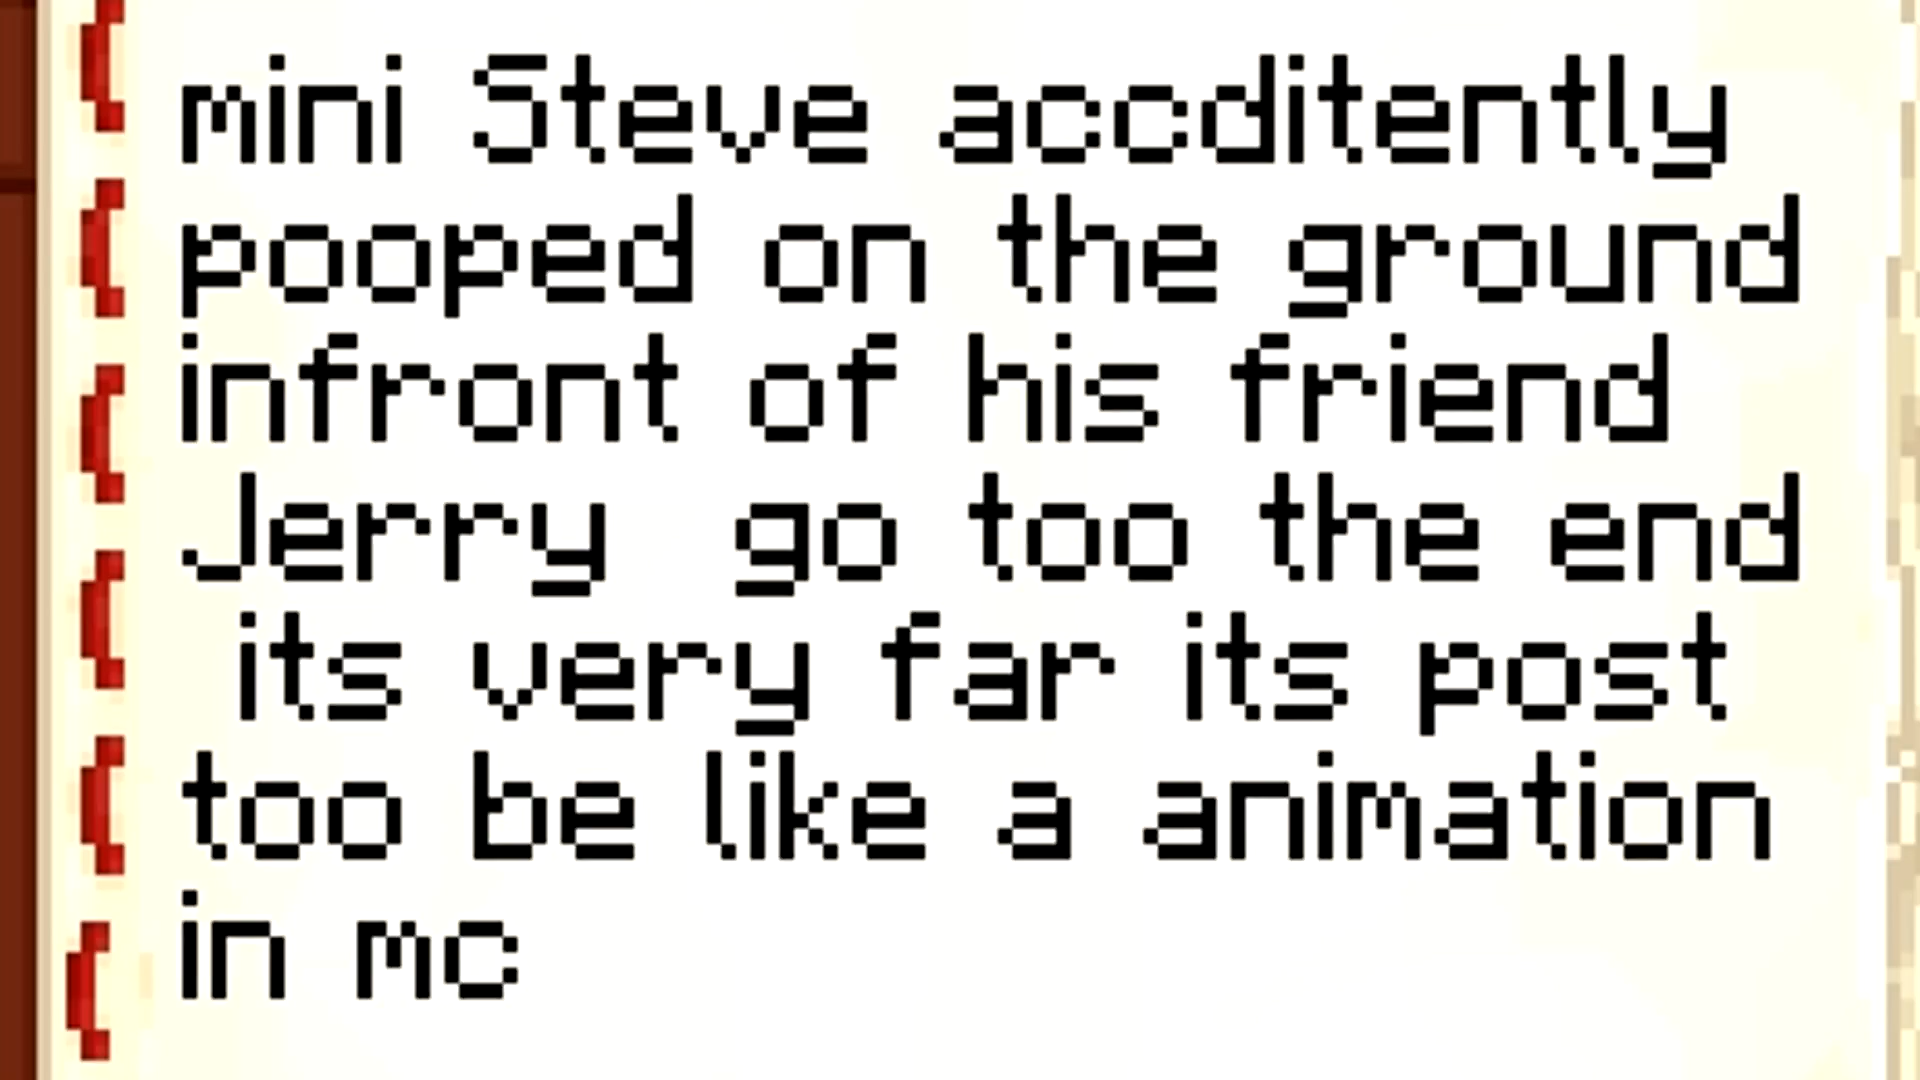 mini Steve accditently
pooped on the ground
infront of his friend
Jerry  go too the end
its very far its post
too be like a animation
in mc